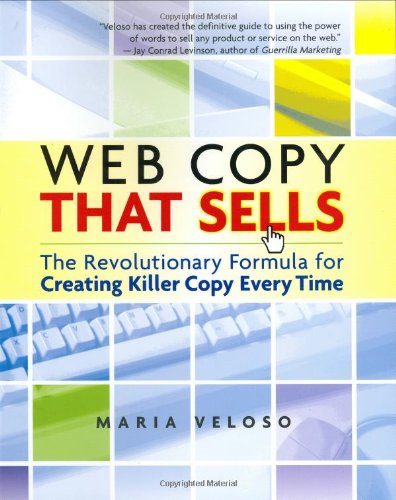 Copyrighted Material
"Veloso has created the definitive guide to using the power
of words to sell any product or service on the web."
— Jay Conrad Levinson, author of Guerrilla Marketing
WEB COPY
THAT SELLS
The Revolutionary Formula for
Creating Killer Copy Every Time
MARIA VELOSO
Copyrighted Material